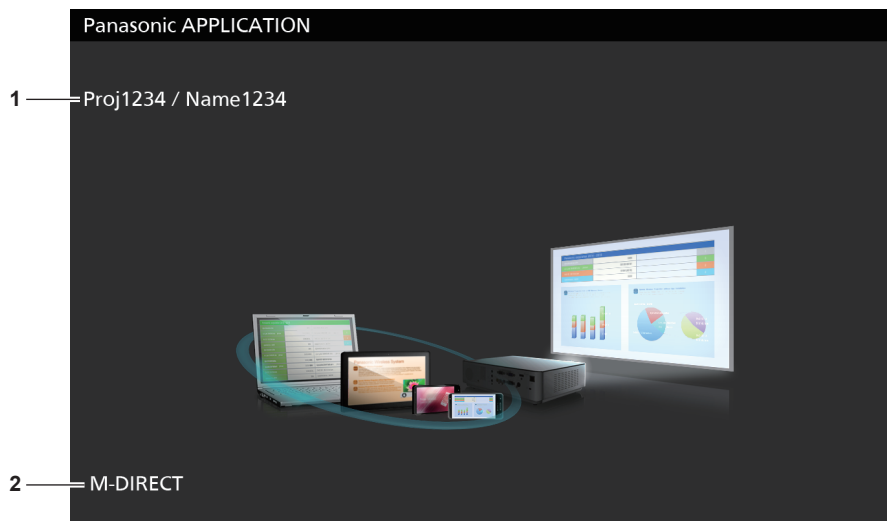 Panasonic APPLICATION
1
Proj1234 / Name1234
2
M-DIRECT